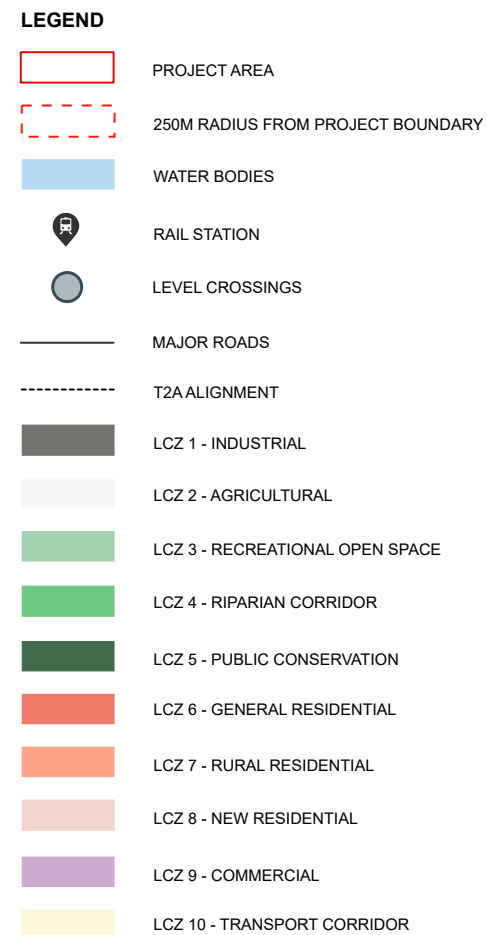 LEGEND
PROJECT AREA
250M RADIUS FROM PROJECT BOUNDARY
WATER BODIES
RAIL STATION
LEVEL CROSSINGS
MAJOR ROADS
T2A ALIGNMENT
LCZ 1 - INDUSTRIAL
LCZ 2 - AGRICULTURAL
LCZ 3 - RECREATIONAL OPEN SPACE
LCZ 4 - RIPARIAN CORRIDOR
LCZ 5 - PUBLIC CONSERVATION
LCZ 6 - GENERAL RESIDENTIAL
LCZ 7 - RURAL RESIDENTIAL
LCZ 8 - NEW RESIDENTIAL
LCZ 9 - COMMERCIAL
LCZ 10 - TRANSPORT CORRIDOR